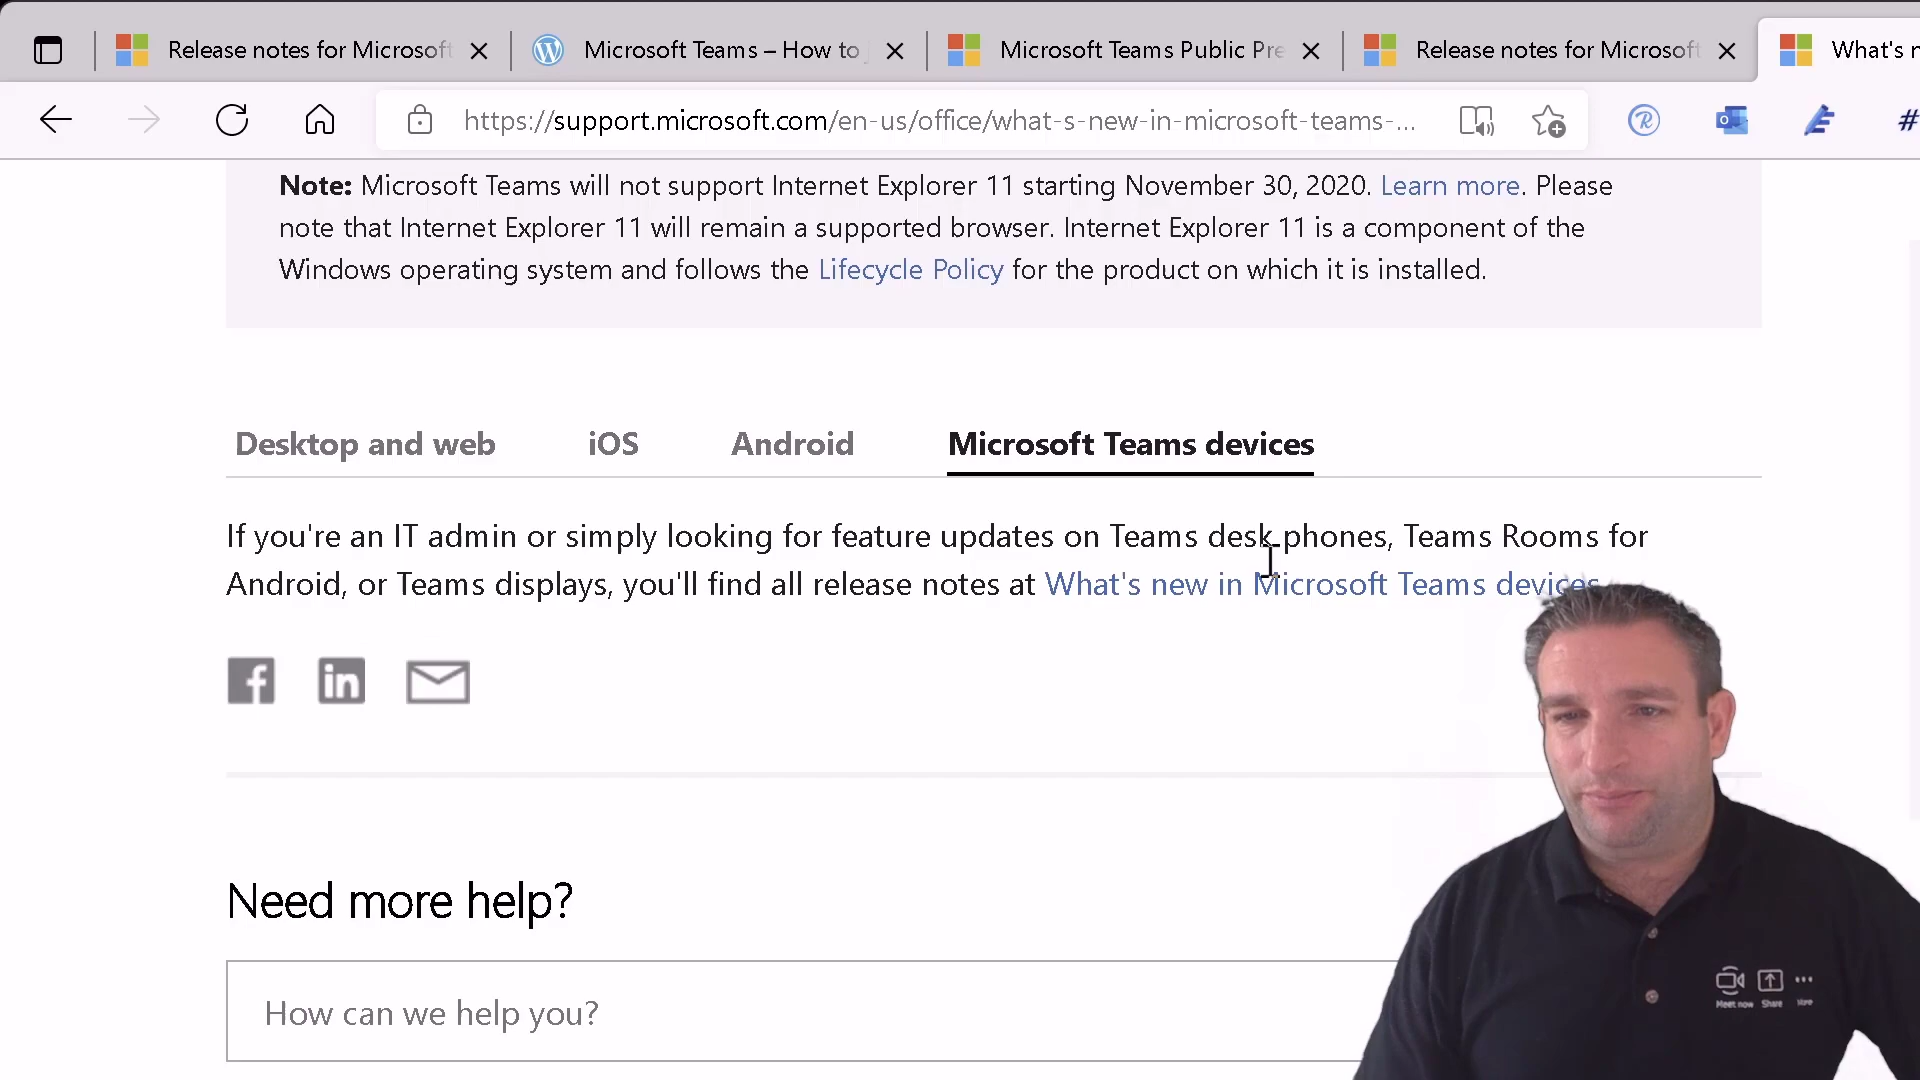 Release notes for Microsoft
Microsoft Teams – How to
Microsoft Teams Public Pre
Release notes for Microsoft
What's n
https://support.microsoft.com/en-us/office/what-s-new-in-microsoft-teams-...
Note: Microsoft Teams will not support Internet Explorer 11 starting November 30, 2020. Learn more. Please
note that Internet Explorer 11 will remain a supported browser. Internet Explorer 11 is a component of the
Windows operating system and follows the Lifecycle Policy for the product on which it is installed.
Desktop and web
iOS
Android
Microsoft Teams devices
If you're an IT admin or simply looking for feature updates on Teams desk phones, Teams Rooms for
Android, or Teams displays, you'll find all release notes at What's new in Microsoft Teams devices
Need more help?
How can we help you?
Meet now Share More